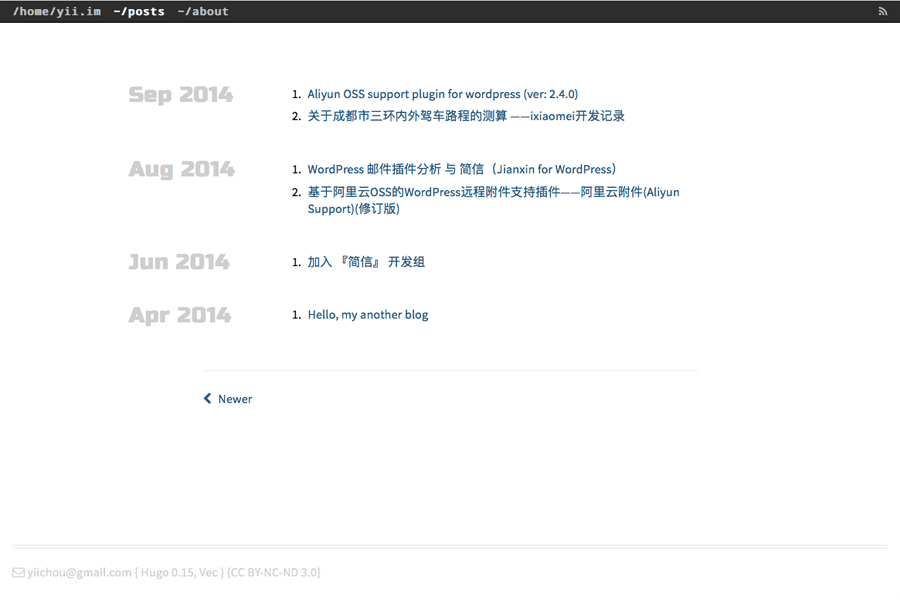 /home/yii.im ~/posts ~/about
Sep 2014
1. Aliyun OSS support plugin for wordpress (ver: 2.4.0)
2. 关于成都市三环内外驾车路程的测算 ——ixiaomei开发记录
Aug 2014
1. WordPress 邮件插件分析 与 简信（Jianxin for WordPress）
2. 基于阿里云OSS的WordPress远程附件支持插件——阿里云附件(Aliyun
Support)(修订版)
Jun 2014
1. 加入 『简信』 开发组
Apr 2014
1. Hello, my another blog
Newer
yiichou@gmail.com { Hugo 0.15, Vec } {CC BY-NC-ND 3.0}